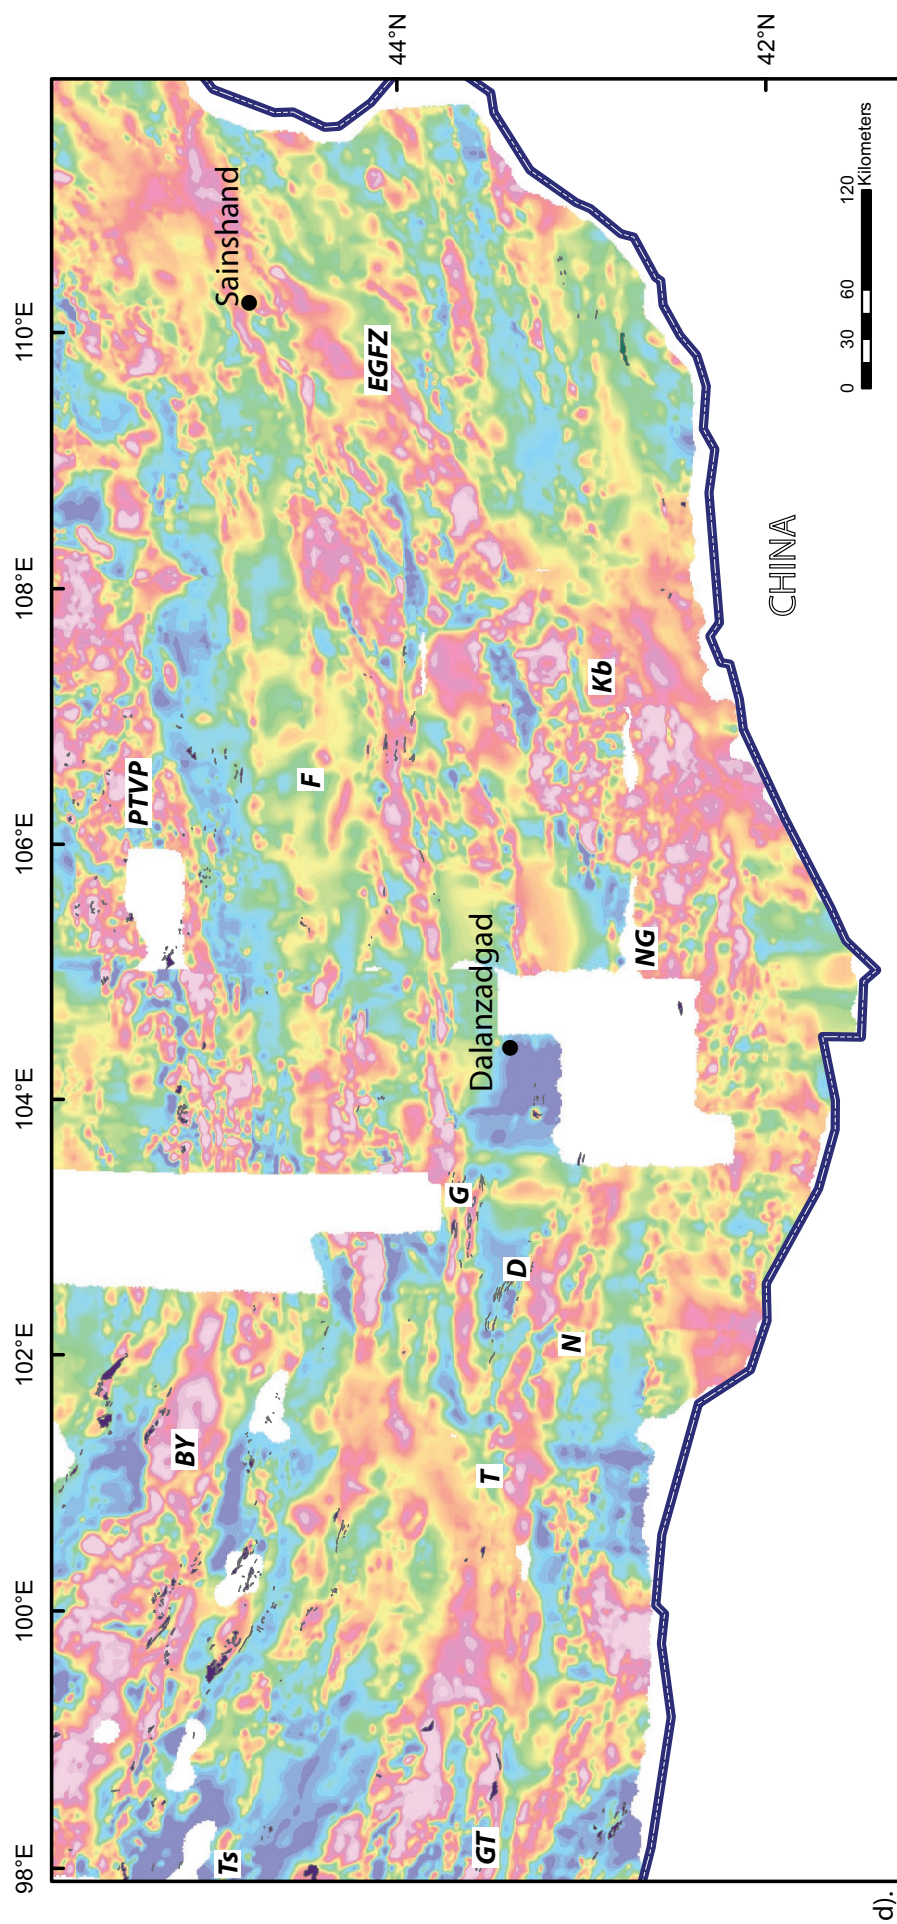 98°E
100°E
102°E
104°E
106°E
108°E
110°E
44°N
42°N
Sainshand
EGFZ
PTVP
F
Kb
NG
Dalanzadgad
G
D
N
BY
T
Ts
GT
CHINA
0 30 60 120
Kilometers
d).